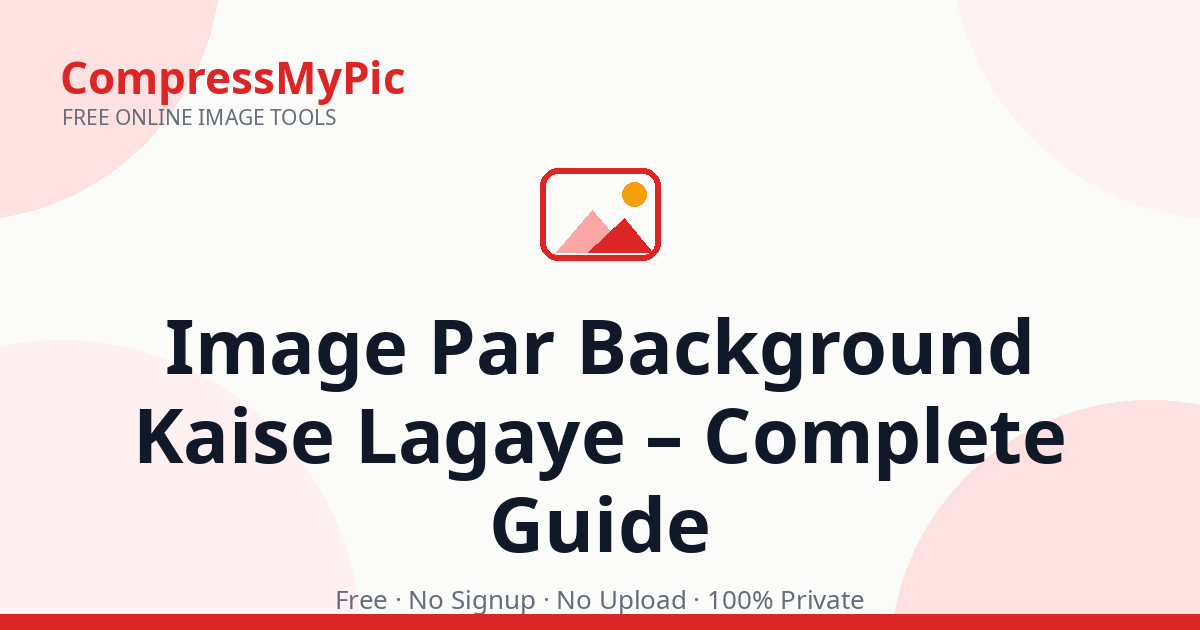 CompressMyPic
FREE ONLINE IMAGE TOOLS
Image Par Background
Kaise Lagaye – Complete
Guide
Free · No Signup · No Upload · 100% Private